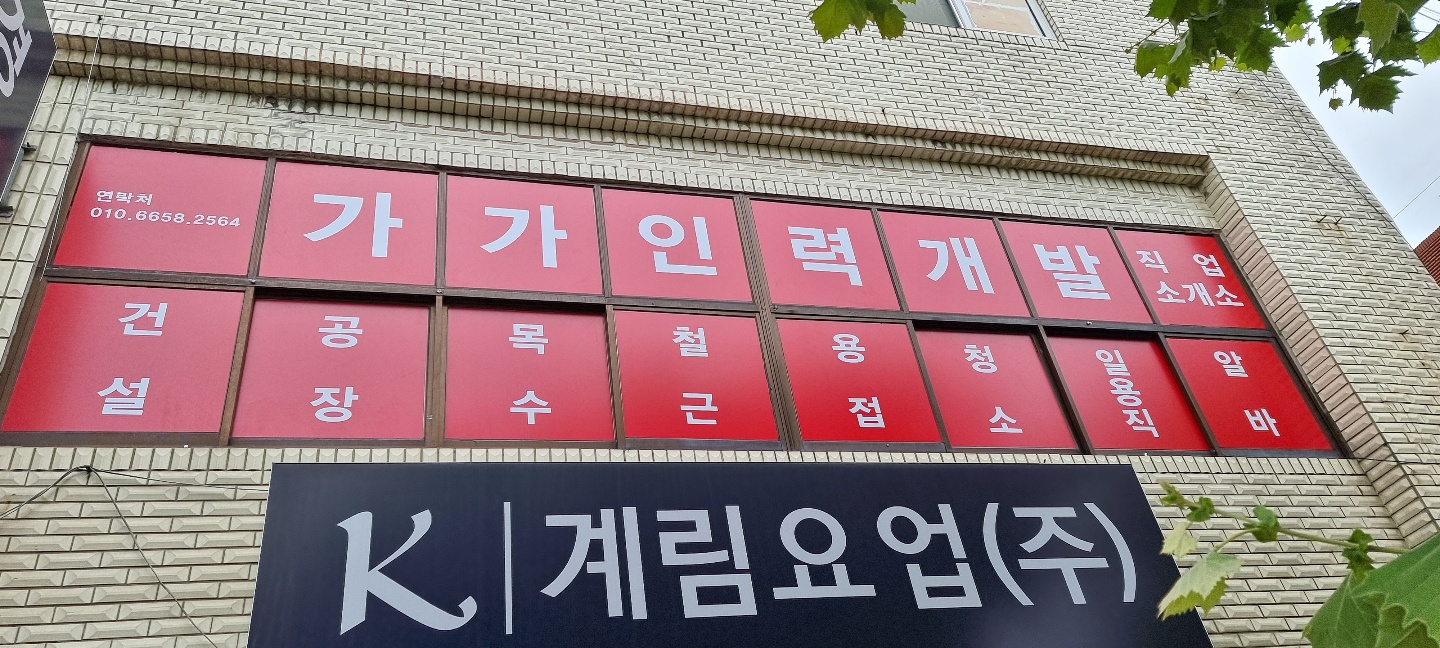 연락처
010.6658.2564
가가인력개발
직업
소개소
건설
공장
목수
철근
용접
청소
일용직
알바
K 계림요업(주)